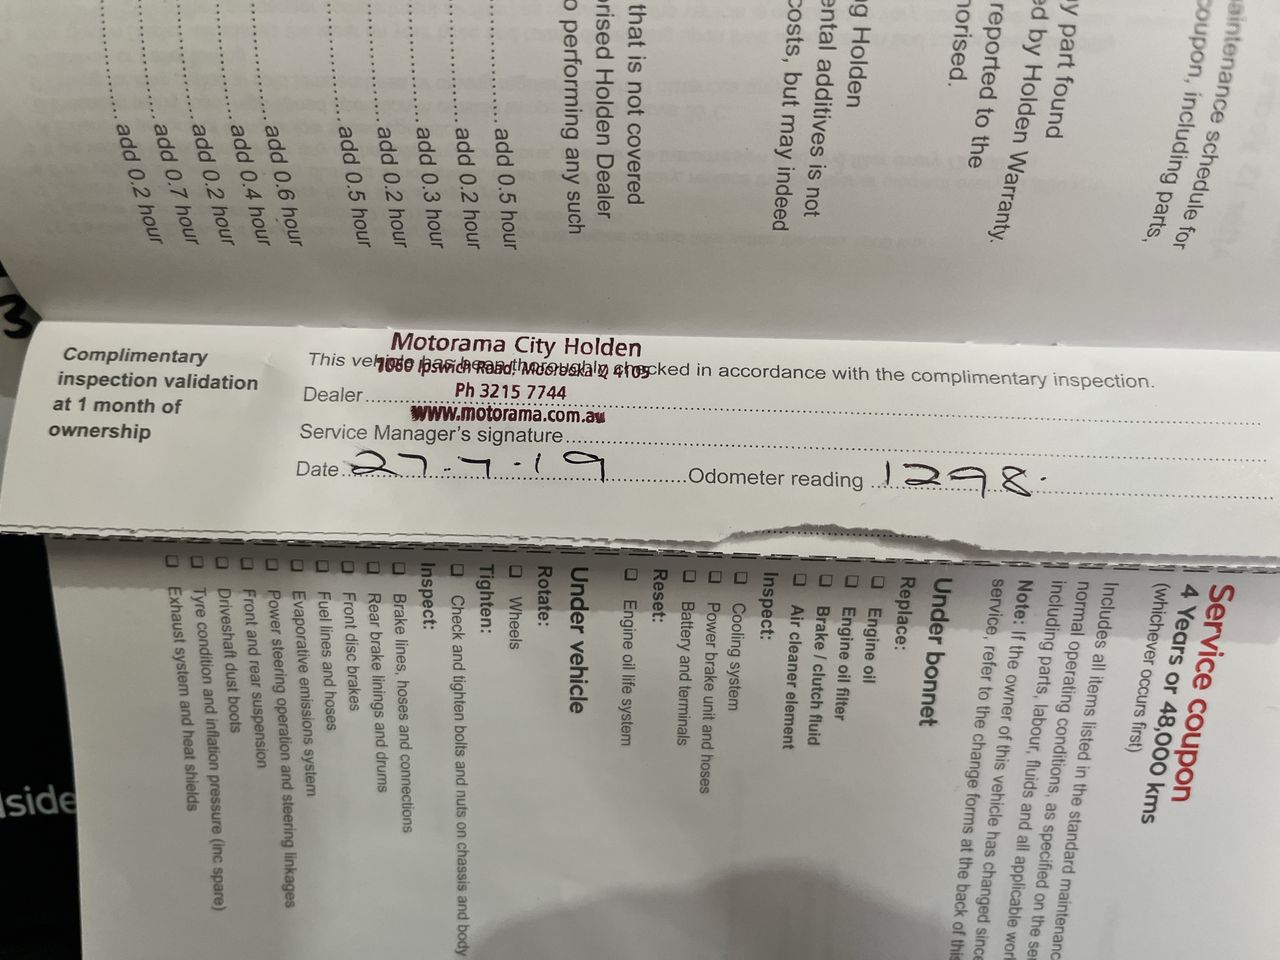 aintenance schedule for
coupon, including parts,
y part found
ed by Holden Warranty.
reported to the
horised.
ng Holden
ental additives is not
costs, but may indeed
that is not covered
rised Holden Dealer
o performing any such
add 0.5 hour
add 0.2 hour
add 0.3 hour
add 0.2 hour
add 0.5 hour
add 0.6 hour
add 0.4 hour
add 0.2 hour
add 0.7 hour
add 0.2 hour
Complimentary
inspection validation
at 1 month of
ownership
Motorama City Holden
1060 Ipswich Road, Moorooka Q 4105
Ph 3215 7744
www.motorama.com.au
This vehicle has been thoroughly checked in accordance with the complimentary inspection.
Dealer
Service Manager's signature
Date 27.7.19 Odometer reading 1298.
Service coupon
4 Years or 48,000 kms
(whichever occurs first)
Includes all items listed in the standard maintenanc
normal operating conditions, as specified on the ser
including parts, labour, fluids and all applicable wor
Note: If the owner of this vehicle has changed since
service, refer to the change forms at the back of this
Under bonnet
Replace:
Engine oil
Engine oil filter
Brake / clutch fluid
Air cleaner element
Inspect:
Cooling system
Power brake unit and hoses
Battery and terminals
Reset:
Engine oil life system
Under vehicle
Rotate:
Wheels
Tighten:
Check and tighten bolts and nuts on chassis and body
Inspect:
Brake lines, hoses and connections
Rear brake linings and drums
Front disc brakes
Fuel lines and hoses
Evaporative emissions system
Power steering operation and steering linkages
Front and rear suspension
Driveshaft dust boots
Tyre condition and inflation pressure (inc spare)
Exhaust system and heat shields
side
3